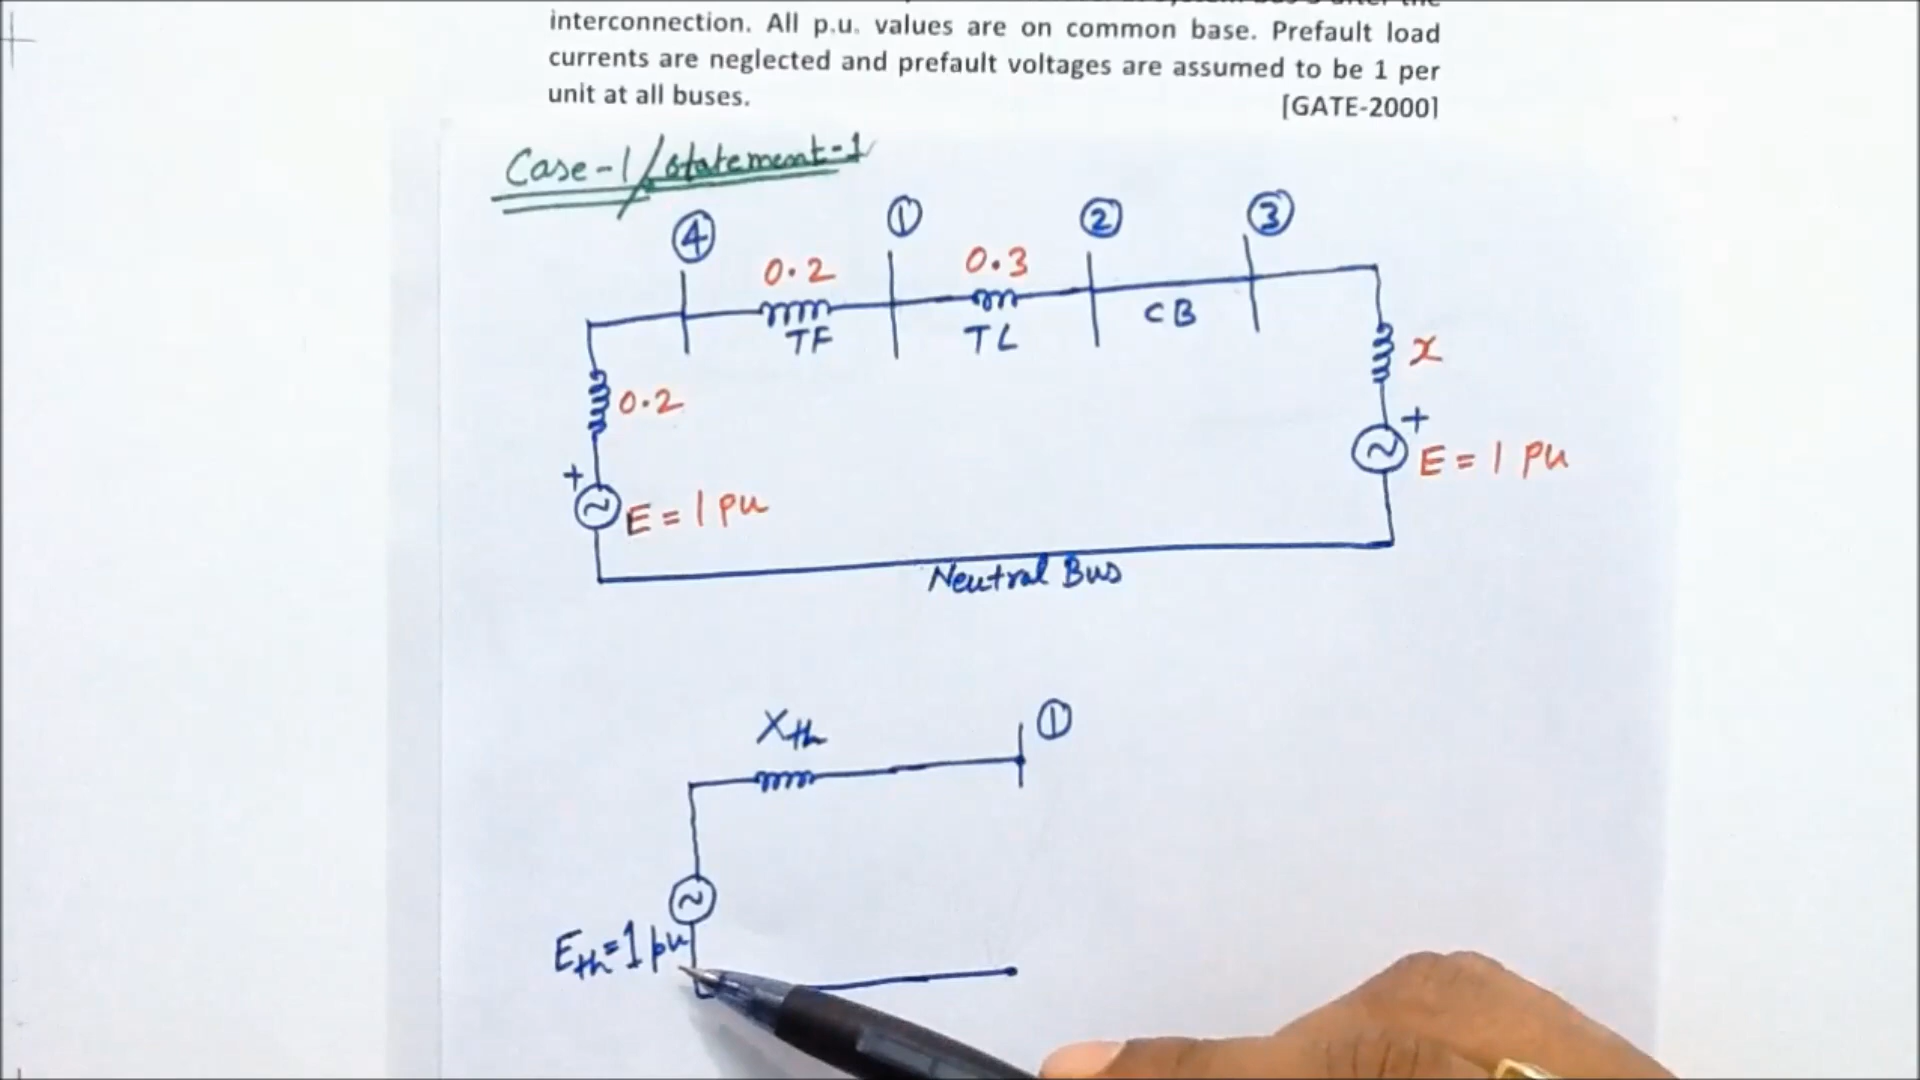 interconnection. All p.u. values are on common base. Prefault load
currents are neglected and prefault voltages are assumed to be 1 per
unit at all buses. [GATE-2000]
Case-1/statement-1
④ ① ② ③
0.2 0.3
TF TL CB
x
0.2
+
E = 1 pu
+
E = 1 pu
Neutral Bus
Xth ①
Eth=1 pu